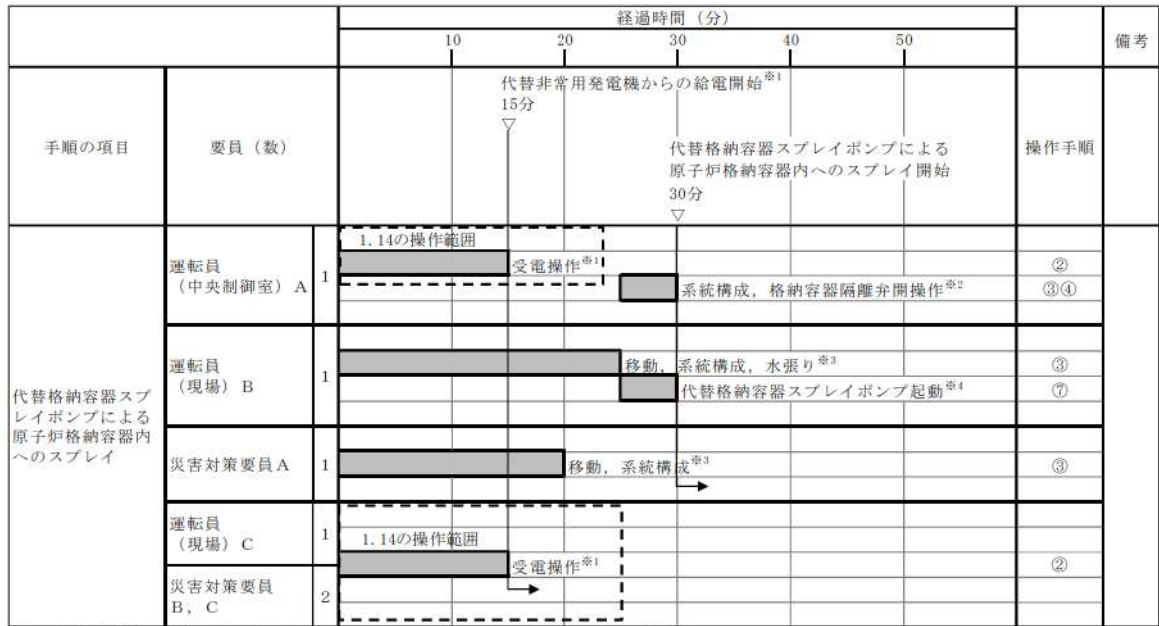 経過時間（分）
備考
10 20 30 40 50
手順の項目
要員（数）
代替非常用発電機からの給電開始※1
15分
▽
代替格納容器スプレイポンプによる
原子炉格納容器内へのスプレイ開始
30分
▽
操作手順
代替格納容器スプ
レイポンプによる
原子炉格納容器内
へのスプレイ
運転員
（中央制御室）A
1
1.14の操作範囲
受電操作※1
②
系統構成，格納容器隔離弁開操作※2
③④
運転員
（現場）B
1
移動，系統構成，水張り※3
③
代替格納容器スプレイポンプ起動※4
⑦
災害対策要員A
1
移動，系統構成※3
③
運転員
（現場）C
1
1.14の操作範囲
受電操作※1
②
災害対策要員
B，C
2